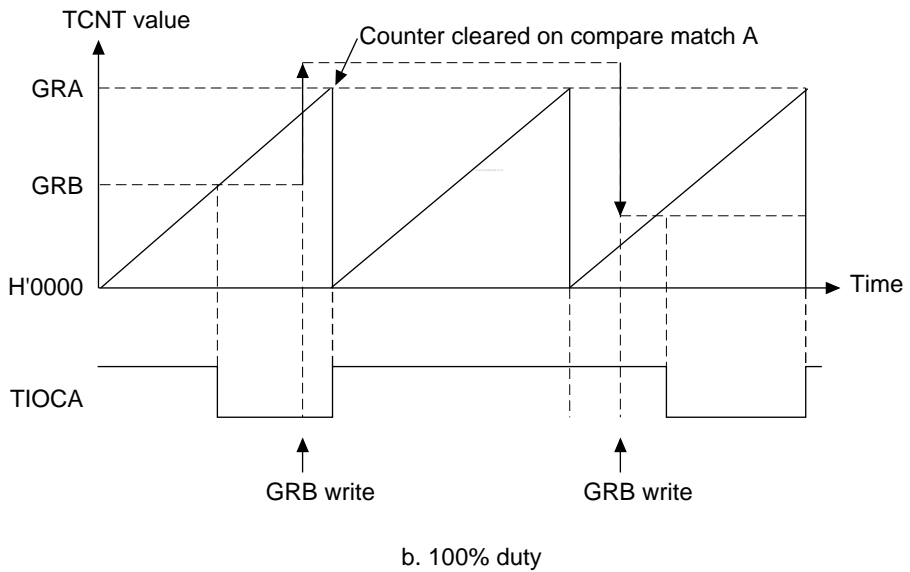 TCNT value
Counter cleared on compare match A
GRA
GRB
H'0000
Time
TIOCA
GRB write
GRB write
b. 100% duty